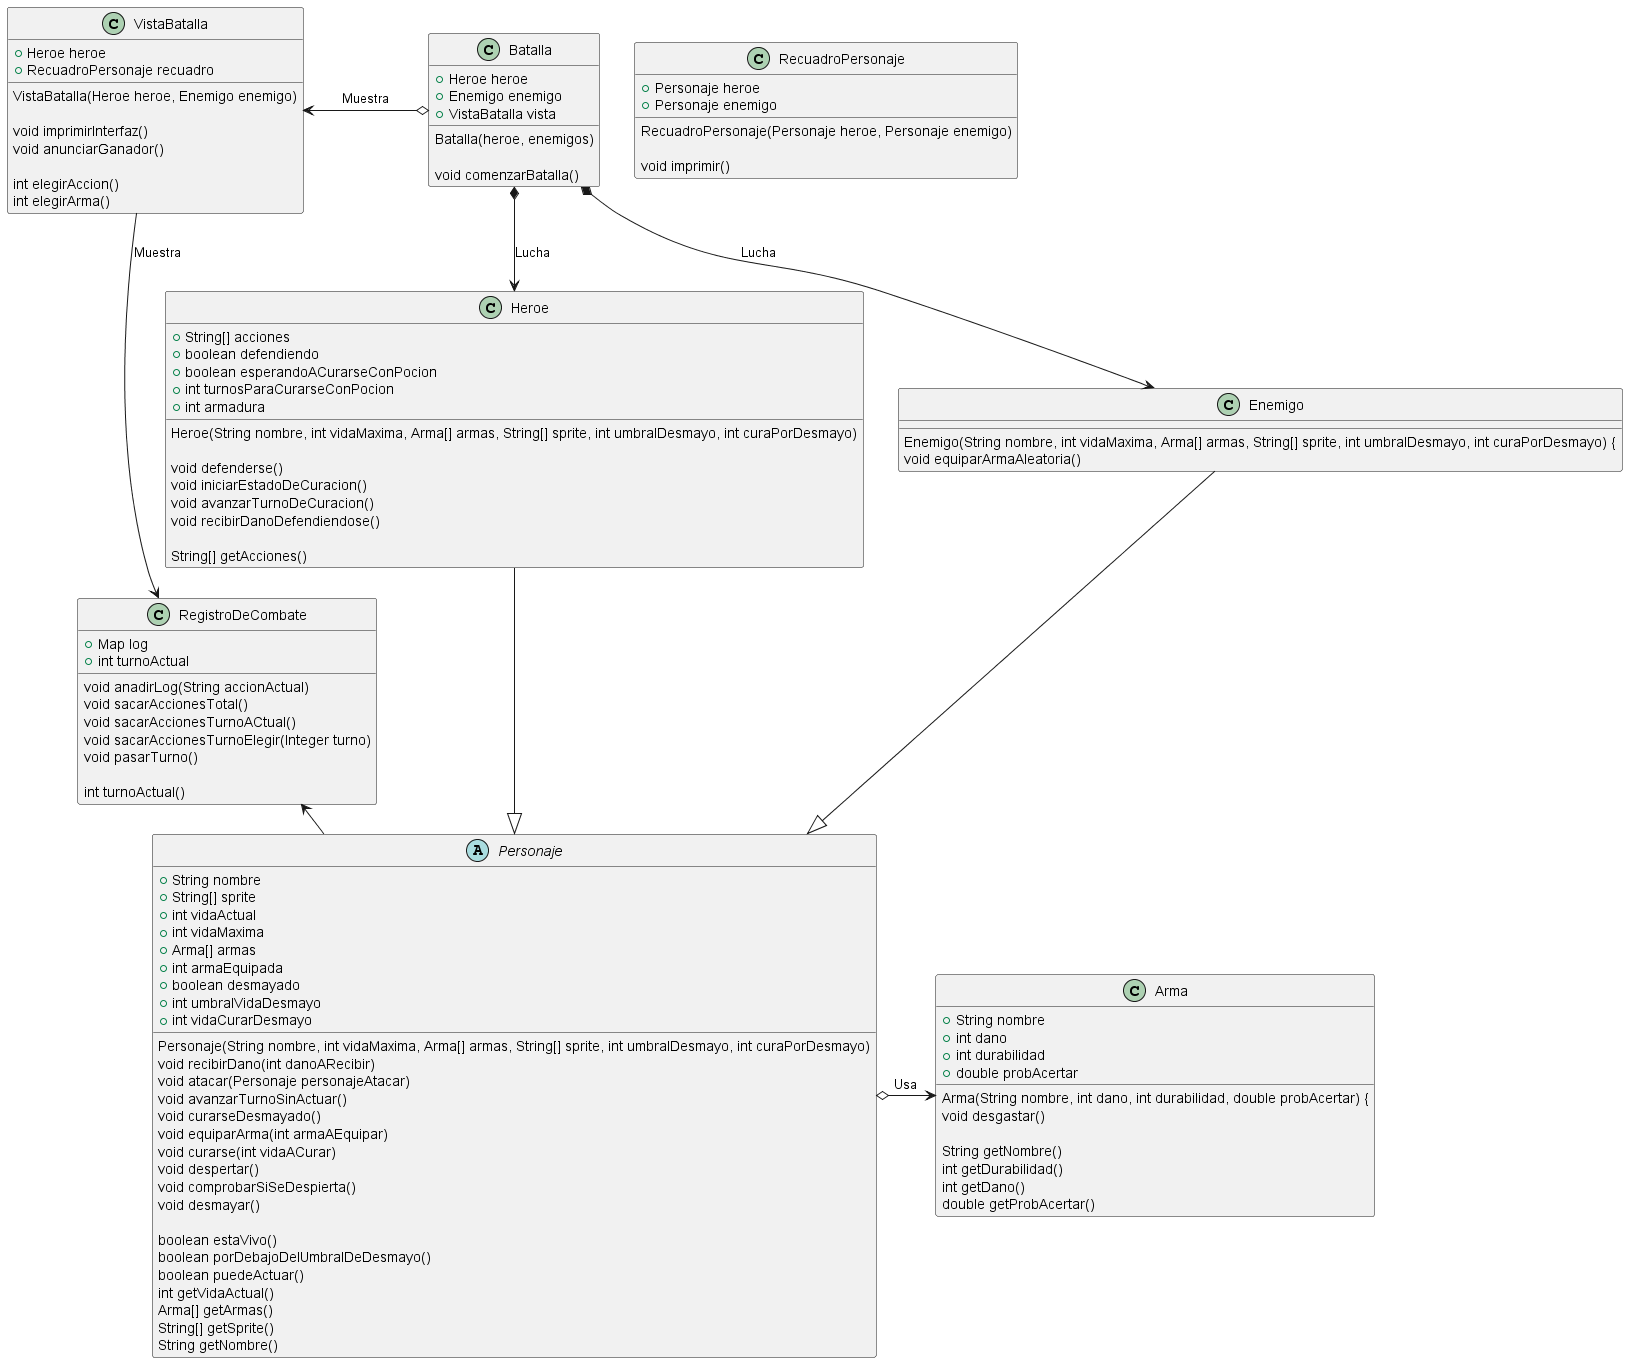 C VistaBatalla
Heroe heroe
RecuadroPersonaje recuadro
VistaBatalla(Heroe heroe, Enemigo enemigo)
void imprimirInterfaz()
void anunciarGanador()
int elegirAccion()
int elegirArma()
Muestra
C Batalla
Heroe heroe
Enemigo enemigo
VistaBatalla vista
Batalla(heroe, enemigos)
void comenzarBatalla()
C RecuadroPersonaje
Personaje heroe
Personaje enemigo
RecuadroPersonaje(Personaje heroe, Personaje enemigo)
void imprimir()
Muestra
Lucha
Lucha
C Heroe
String[] acciones
boolean defendiendo
boolean esperandoACurarseConPocion
int turnosParaCurarseConPocion
int armadura
Heroe(String nombre, int vidaMaxima, Arma[] armas, String[] sprite, int umbralDesmayo, int curaPorDesmayo)
void defenderse()
void iniciarEstadoDeCuracion()
void avanzarTurnoDeCuracion()
void recibirDanoDefendiendose()
String[] getAcciones()
C Enemigo
Enemigo(String nombre, int vidaMaxima, Arma[] armas, String[] sprite, int umbralDesmayo, int curaPorDesmayo) {
void equiparArmaAleatoria()
C RegistroDeCombate
Map log
int turnoActual
void anadirLog(String accionActual)
void sacarAccionesTotal()
void sacarAccionesTurnoACtual()
void sacarAccionesTurnoElegir(Integer turno)
void pasarTurno()
int turnoActual()
A Personaje
String nombre
String[] sprite
int vidaActual
int vidaMaxima
Arma[] armas
int armaEquipada
boolean desmayado
int umbralVidaDesmayo
int vidaCurarDesmayo
Personaje(String nombre, int vidaMaxima, Arma[] armas, String[] sprite, int umbralDesmayo, int curaPorDesmayo)
void recibirDano(int danoARecibir)
void atacar(Personaje personajeAtacar)
void avanzarTurnoSinActuar()
void curarseDesmayado()
void equiparArma(int armaAEquipar)
void curarse(int vidaACurar)
void despertar()
void comprobarSiSeDespierta()
void desmayar()
boolean estaVivo()
boolean porDebajoDelUmbralDeDesmayo()
boolean puedeActuar()
int getVidaActual()
Arma[] getArmas()
String[] getSprite()
String getNombre()
Usa
C Arma
String nombre
int dano
int durabilidad
double probAcertar
Arma(String nombre, int dano, int durabilidad, double probAcertar) {
void desgastar()
String getNombre()
int getDurabilidad()
int getDano()
double getProbAcertar()